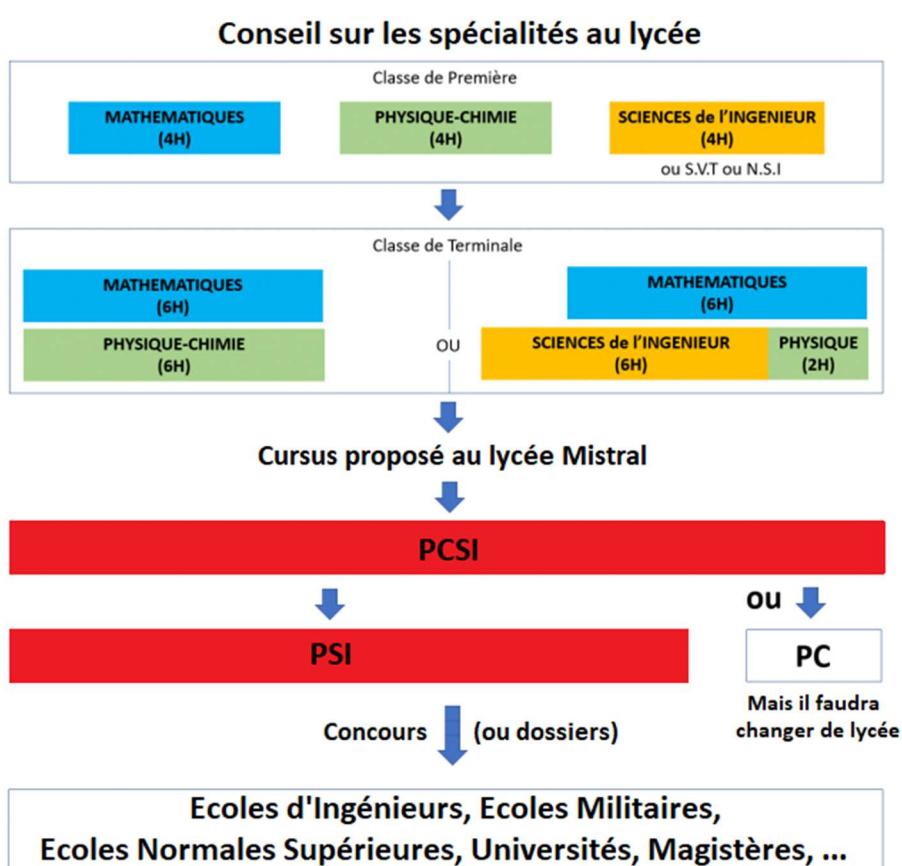 Conseil sur les spécialités au lycée
Classe de Première
MATHEMATIQUES
(4H)
PHYSIQUE-CHIMIE
(4H)
SCIENCES de l'INGENIEUR
(4H)
ou S.V.T ou N.S.I
Classe de Terminale
MATHEMATIQUES
(6H)
PHYSIQUE-CHIMIE
(6H)
OU
MATHEMATIQUES
(6H)
SCIENCES de l'INGENIEUR
(6H)
PHYSIQUE
(2H)
Cursus proposé au lycée Mistral
PCSI
ou
PSI
PC
Mais il faudra
changer de lycée
Concours (ou dossiers)
Ecoles d'Ingénieurs, Ecoles Militaires,
Ecoles Normales Supérieures, Universités, Magistères, ...